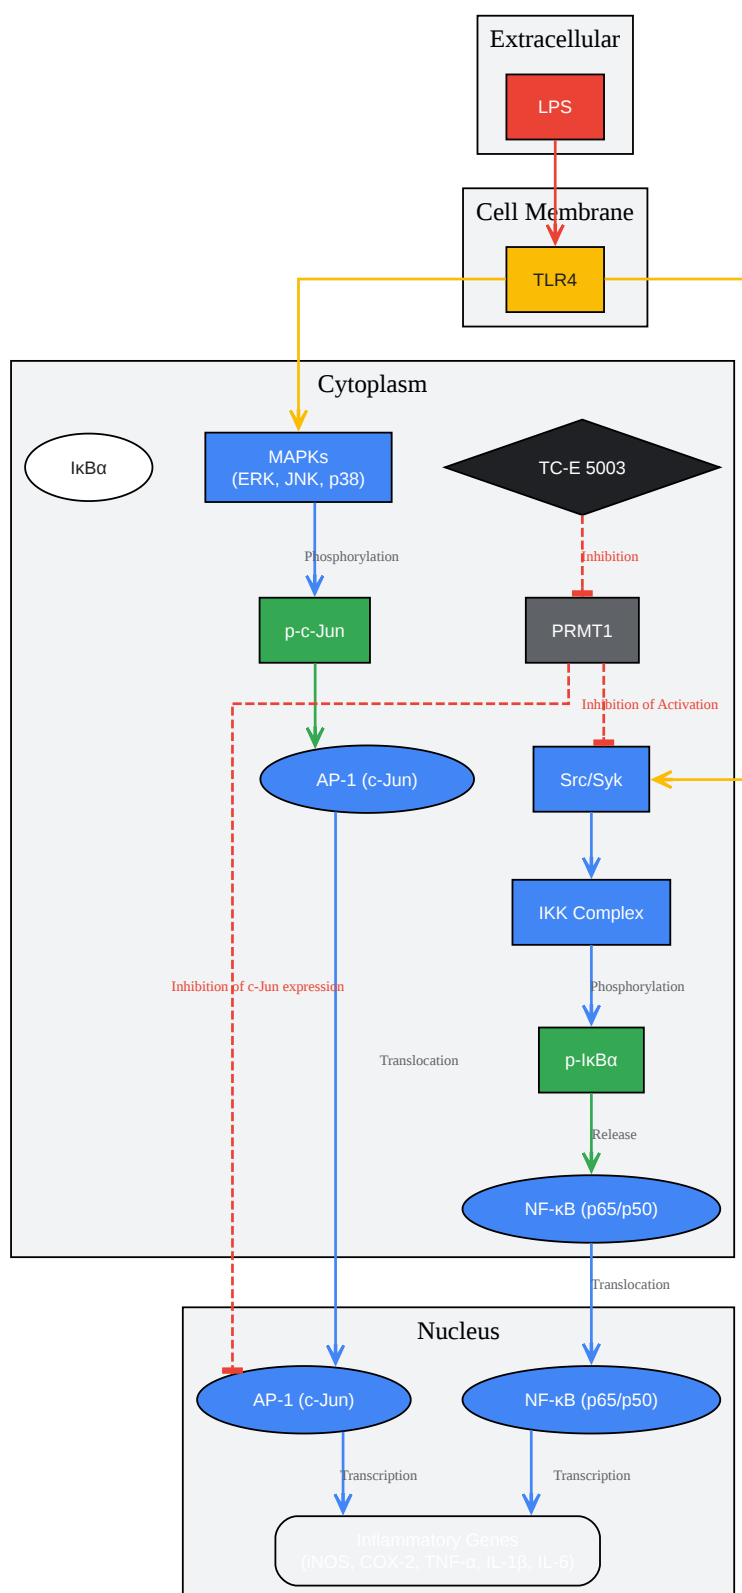 Extracellular
LPS
Cell Membrane
TLR4
Cytoplasm
IκBα
MAPKs
(ERK, JNK, p38)
TC-E 5003
Phosphorylation
Inhibition
p-c-Jun
PRMT1
Inhibition of Activation
AP-1 (c-Jun)
Src/Syk
IKK Complex
Inhibition of c-Jun expression
Phosphorylation
Translocation
p-IκBα
Release
NF-κB (p65/p50)
Translocation
Nucleus
AP-1 (c-Jun)
NF-κB (p65/p50)
Transcription
Transcription
Inflammatory Genes
(iNOS, COX-2, TNF-α, IL-1β, IL-6)